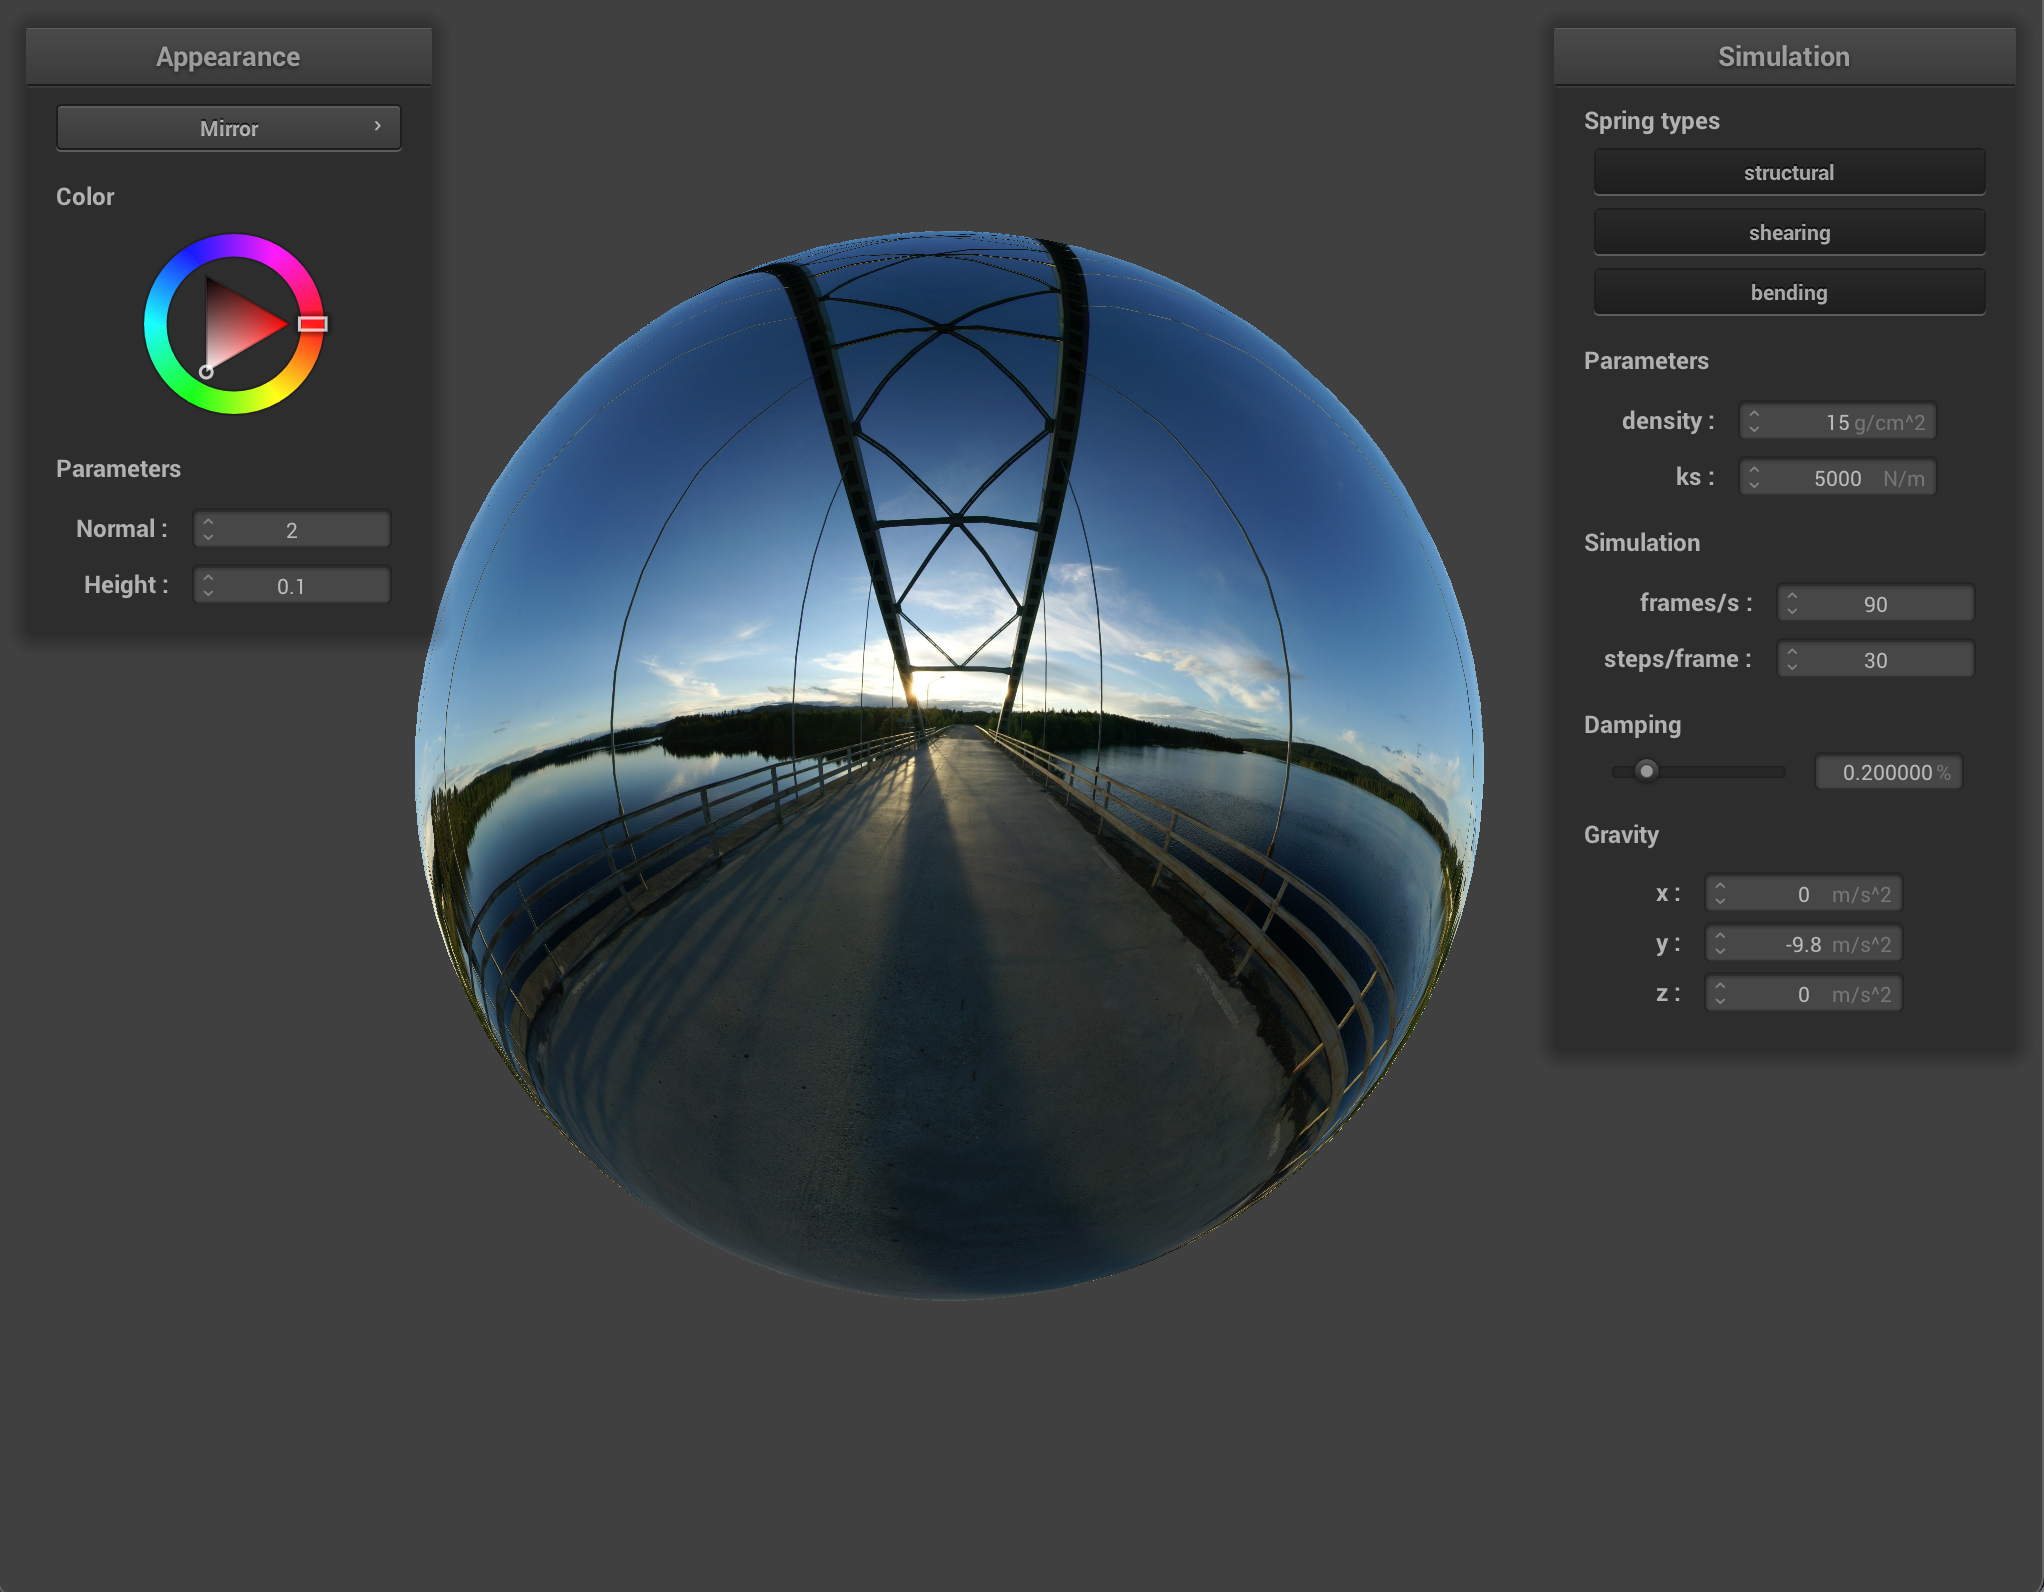 Appearance
Mirror
Color
Parameters
Normal : 2
Height : 0.1
Simulation
Spring types
structural
shearing
bending
Parameters
density : 15 g/cm^2
ks : 5000 N/m
Simulation
frames/s : 90
steps/frame : 30
Damping
0.200000 %
Gravity
x : 0 m/s^2
y : -9.8 m/s^2
z : 0 m/s^2